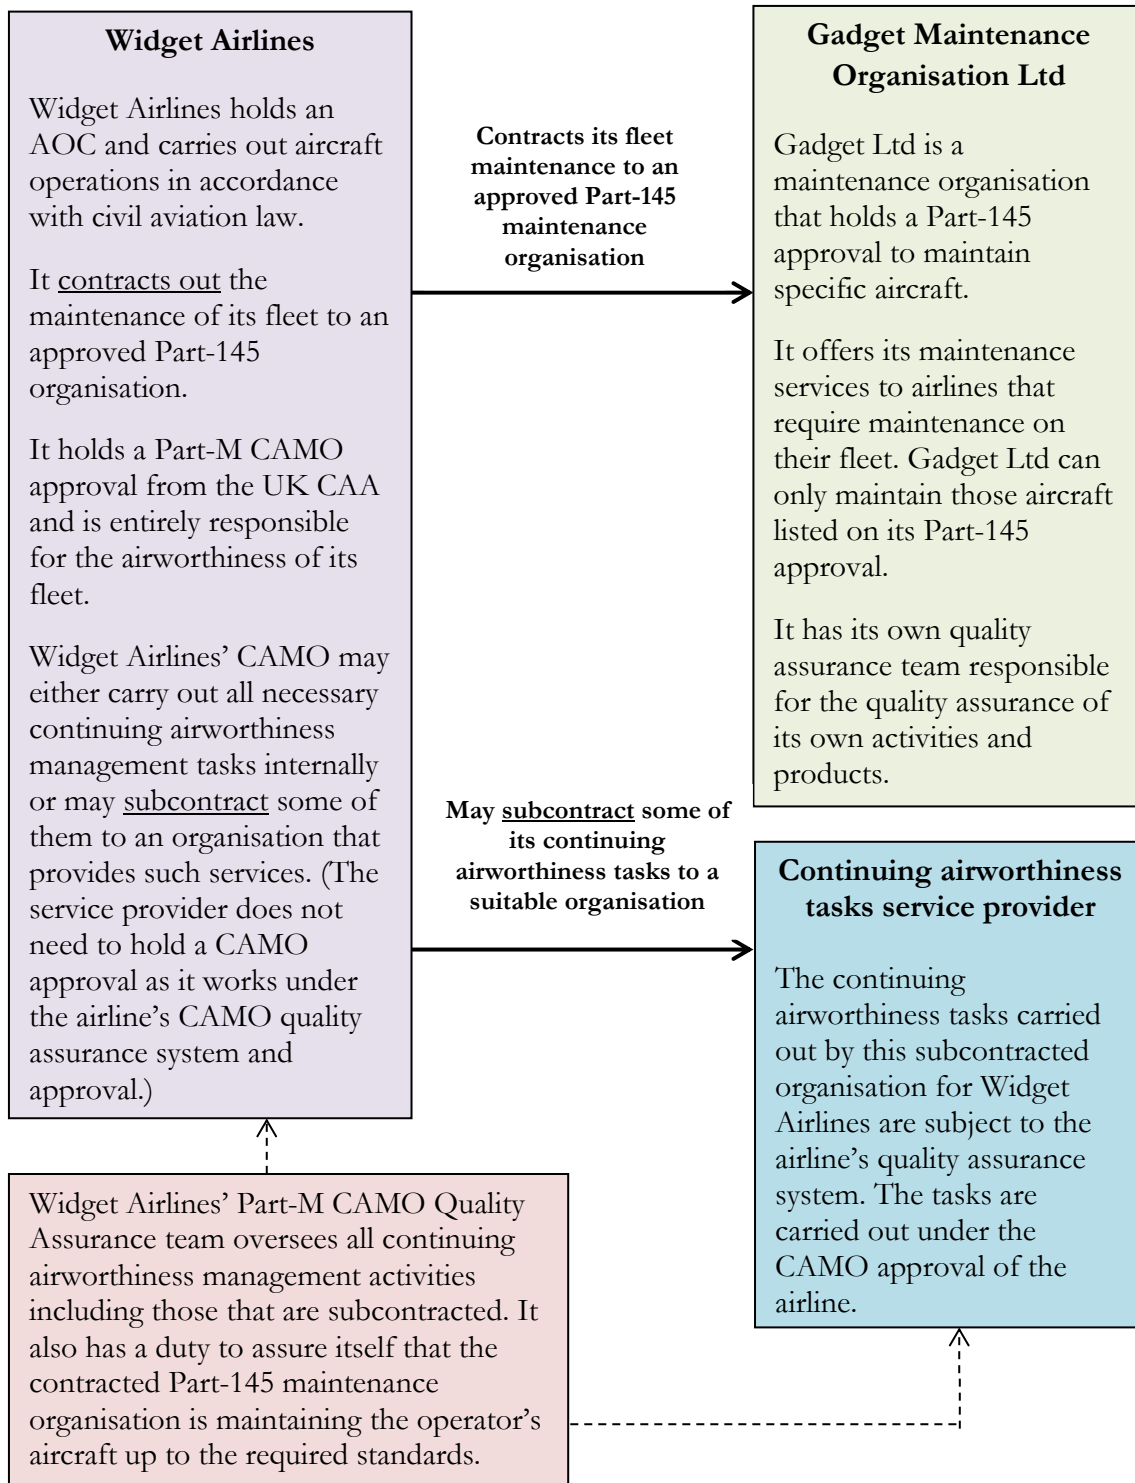 Widget Airlines
Widget Airlines holds an
AOC and carries out aircraft
operations in accordance
with civil aviation law.
It contracts out the
maintenance of its fleet to an
approved Part-145
organisation.
It holds a Part-M CAMO
approval from the UK CAA
and is entirely responsible
for the airworthiness of its
fleet.
Widget Airlines’ CAMO may
either carry out all necessary
continuing airworthiness
management tasks internally
or may subcontract some of
them to an organisation that
provides such services. (The
service provider does not
need to hold a CAMO
approval as it works under
the airline’s CAMO quality
assurance system and
approval.)
Contracts its fleet
maintenance to an
approved Part-145
maintenance
organisation
Gadget Maintenance
Organisation Ltd
Gadget Ltd is a
maintenance organisation
that holds a Part-145
approval to maintain
specific aircraft.
It offers its maintenance
services to airlines that
require maintenance on
their fleet. Gadget Ltd can
only maintain those aircraft
listed on its Part-145
approval.
It has its own quality
assurance team responsible
for the quality assurance of
its own activities and
products.
May subcontract some of
its continuing
airworthiness tasks to a
suitable organisation
Continuing airworthiness
tasks service provider
The continuing
airworthiness tasks carried
out by this subcontracted
organisation for Widget
Airlines are subject to the
airline’s quality assurance
system. The tasks are
carried out under the
CAMO approval of the
airline.
Widget Airlines’ Part-M CAMO Quality
Assurance team oversees all continuing
airworthiness management activities
including those that are subcontracted. It
also has a duty to assure itself that the
contracted Part-145 maintenance
organisation is maintaining the operator’s
aircraft up to the required standards.